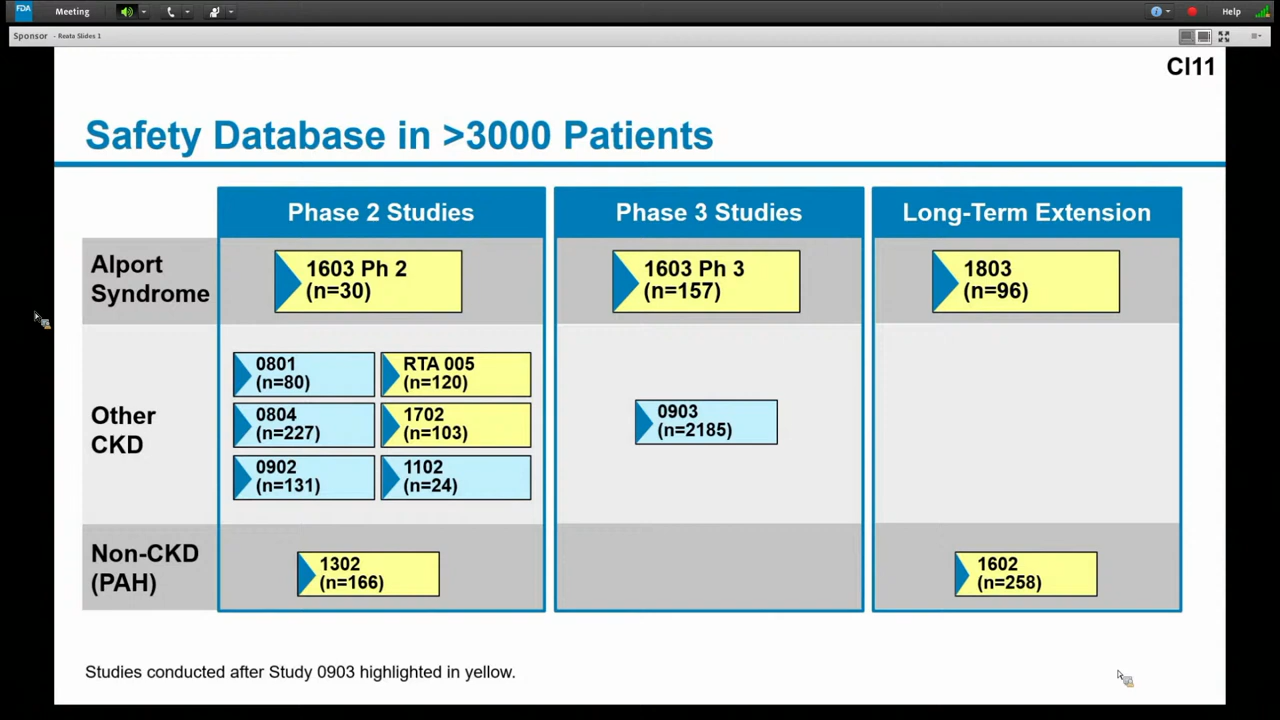 FDA
Meeting
Help
Sponsor - Reata Slides 1
CI11
Safety Database in >3000 Patients
Phase 2 Studies
Phase 3 Studies
Long-Term Extension
Alport
Syndrome
1603 Ph 2
(n=30)
1603 Ph 3
(n=157)
1803
(n=96)
Other
CKD
0801
(n=80)
RTA 005
(n=120)
0804
(n=227)
1702
(n=103)
0902
(n=131)
1102
(n=24)
0903
(n=2185)
Non-CKD
(PAH)
1302
(n=166)
1602
(n=258)
Studies conducted after Study 0903 highlighted in yellow.